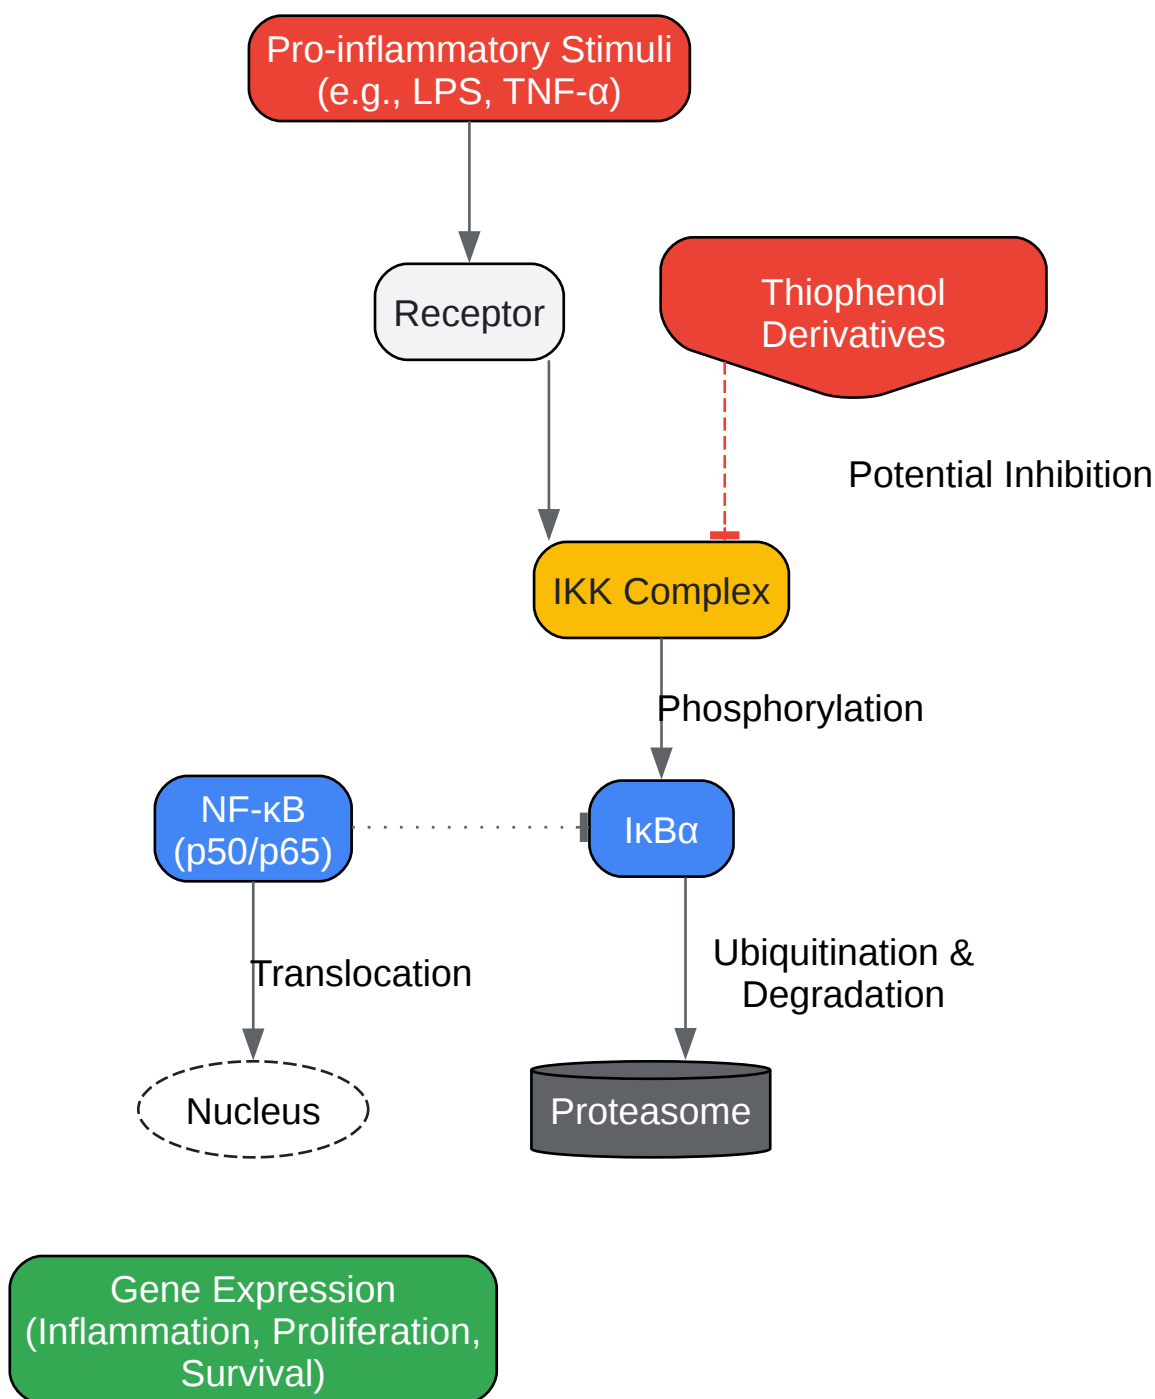 Pro-inflammatory Stimuli
(e.g., LPS, TNF-α)
Receptor
Thiophenol
Derivatives
Potential Inhibition
IKK Complex
Phosphorylation
NF-κB
(p50/p65)
IκBα
Translocation
Ubiquitination &
Degradation
Nucleus
Proteasome
Gene Expression
(Inflammation, Proliferation,
Survival)